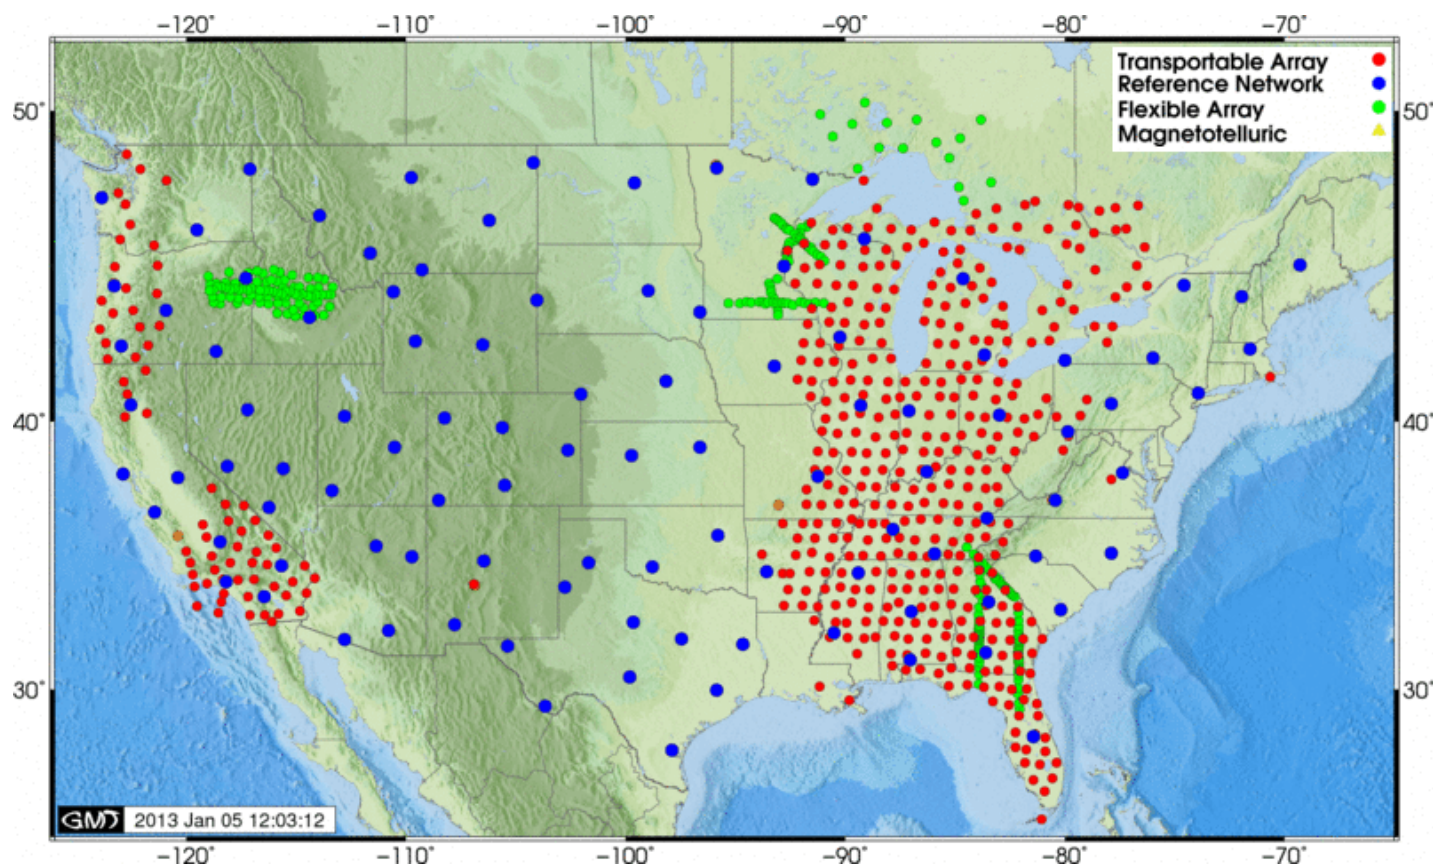 −120° −110° −100° −90° −80° −70°
Transportable Array
Reference Network
Flexible Array
Magnetotelluric
50° 50°
40° 40°
30° 30°
GMT 2013 Jan 05 12:03:12
−120° −110° −100° −90° −80° −70°